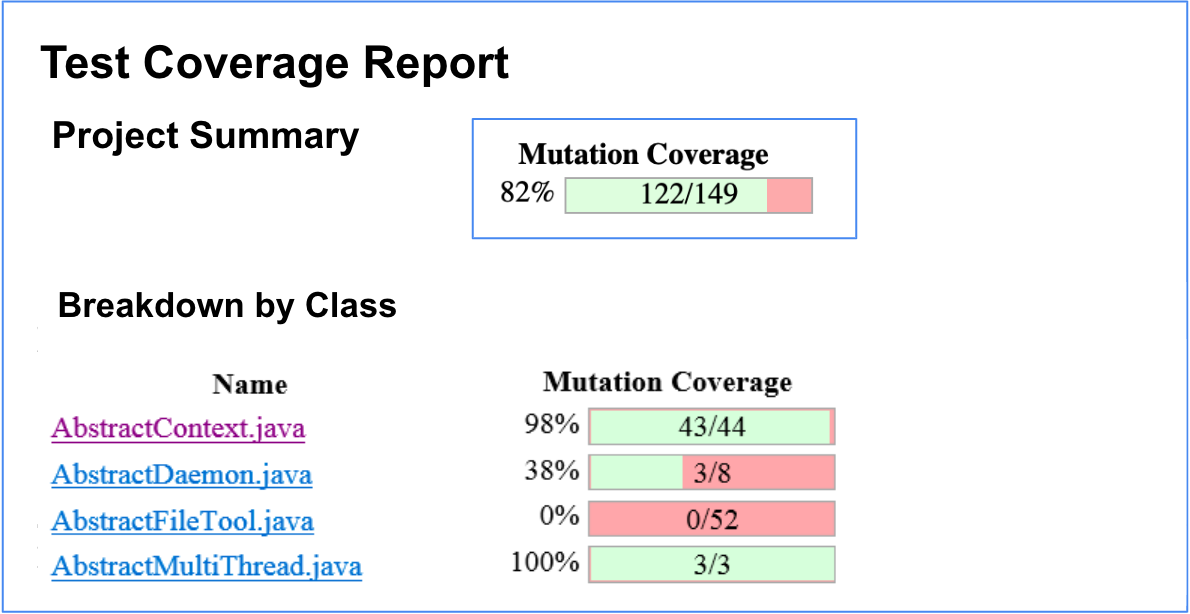 Test Coverage Report
Project Summary
Mutation Coverage
82% 122/149
Breakdown by Class
Name Mutation Coverage
AbstractContext.java 98% 43/44
AbstractDaemon.java 38% 3/8
AbstractFileTool.java 0% 0/52
AbstractMultiThread.java 100% 3/3